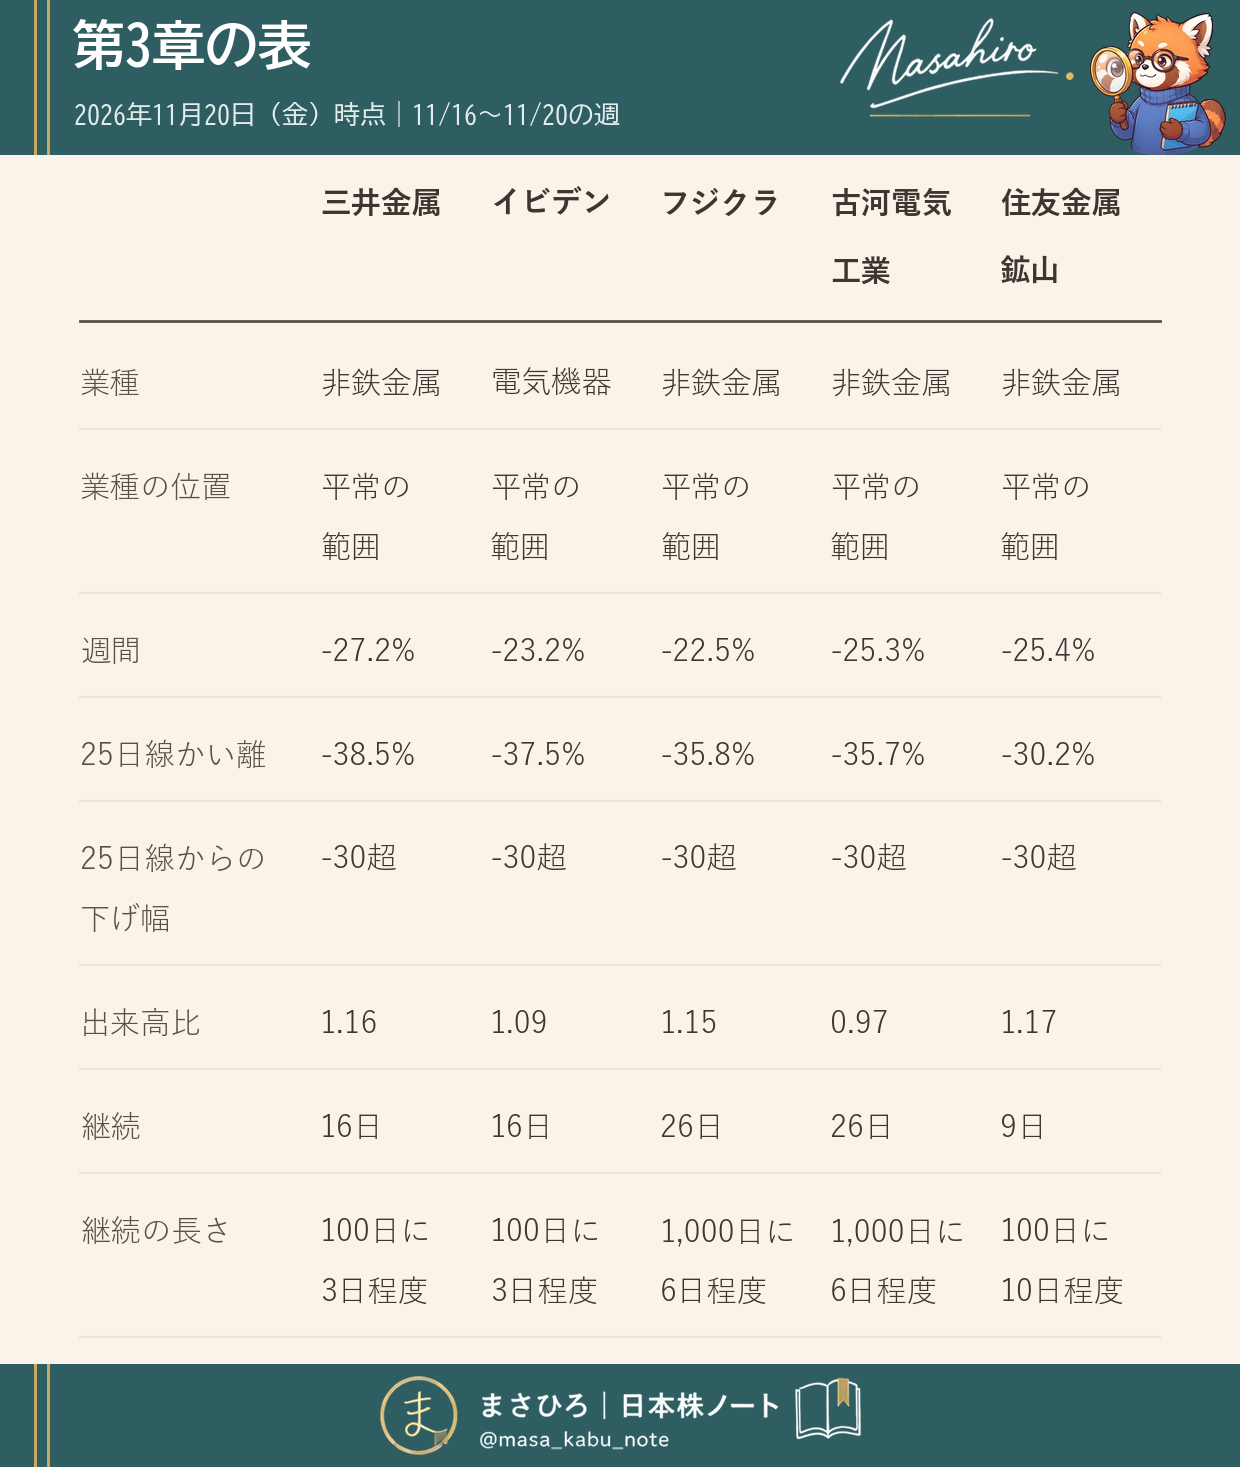 第3章の表
2026年11月20日（金）時点｜11/16～11/20の週
Masahiro
三井金属 イビデン フジクラ 古河電気工業 住友金属鉱山
業種 非鉄金属 電気機器 非鉄金属 非鉄金属 非鉄金属
業種の位置 平常の範囲 平常の範囲 平常の範囲 平常の範囲 平常の範囲
週間 -27.2% -23.2% -22.5% -25.3% -25.4%
25日線かい離 -38.5% -37.5% -35.8% -35.7% -30.2%
25日線からの下げ幅 -30超 -30超 -30超 -30超 -30超
出来高比 1.16 1.09 1.15 0.97 1.17
継続 16日 16日 26日 26日 9日
継続の長さ 100日に3日程度 100日に3日程度 1,000日に6日程度 1,000日に6日程度 100日に10日程度
ま
まさひろ｜日本株ノート
@masa_kabu_note